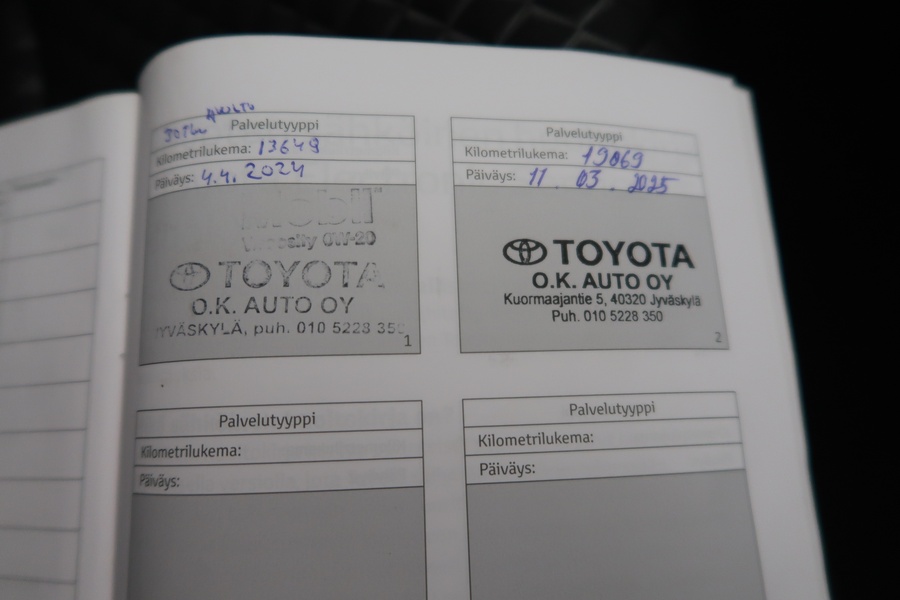 HUOLTO
Palvelutyyppi
Kilometrilukema: 13649
Päiväys: 4.4. 2024
Mobil
Viscosity 0W-20
TOYOTA
O.K. AUTO OY
JYVÄSKYLÄ, puh. 010 5228 350
1
Palvelutyyppi
Kilometrilukema: 19069
Päiväys: 11. 03. 2025
TOYOTA
O.K. AUTO OY
Kuormaajantie 5, 40320 Jyväskylä
Puh. 010 5228 350
2
Palvelutyyppi
Kilometrilukema:
Päiväys:
Palvelutyyppi
Kilometrilukema:
Päiväys: